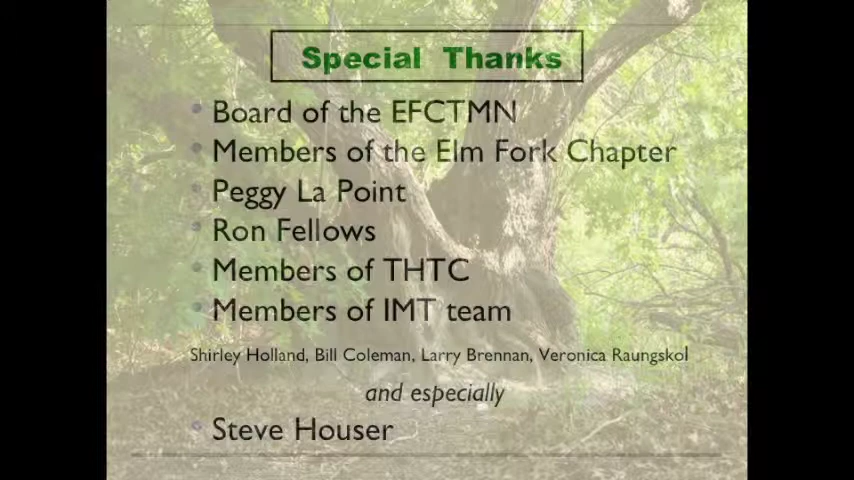 Special Thanks
Board of the EFCTMN
Members of the Elm Fork Chapter
Peggy La Point
Ron Fellows
Members of THTC
Members of IMT team
Shirley Holland, Bill Coleman, Larry Brennan, Veronica Raungskol
and especially
Steve Houser